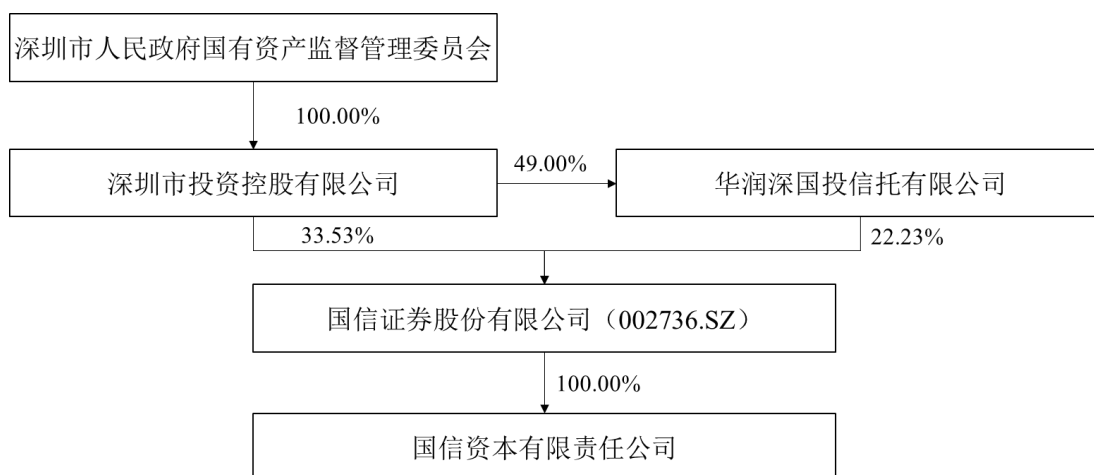 深圳市人民政府国有资产监督管理委员会
100.00%
深圳市投资控股有限公司
49.00%
华润深国投信托有限公司
33.53%
22.23%
国信证券股份有限公司（002736.SZ）
100.00%
国信资本有限责任公司